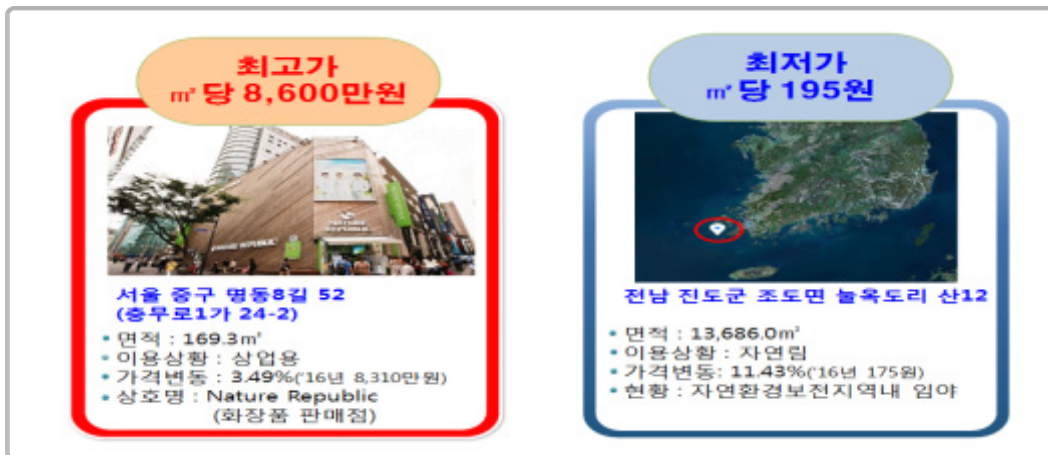 최고가
㎡당 8,600만원
NATURE REPUBLIC
서울 중구 명동8길 52
(충무로1가 24-2)
• 면적 : 169.3㎡
• 이용상황 : 상업용
• 가격변동 : 3.49%('16년 8,310만원)
• 상호명 : Nature Republic
(화장품 판매점)
최저가
㎡당 195원
전남 진도군 조도면 눌옥도리 산12
• 면적 : 13,686.0㎡
• 이용상황 : 자연림
• 가격변동: 11.43%('16년 175원)
• 현황 : 자연환경보전지역내 임야